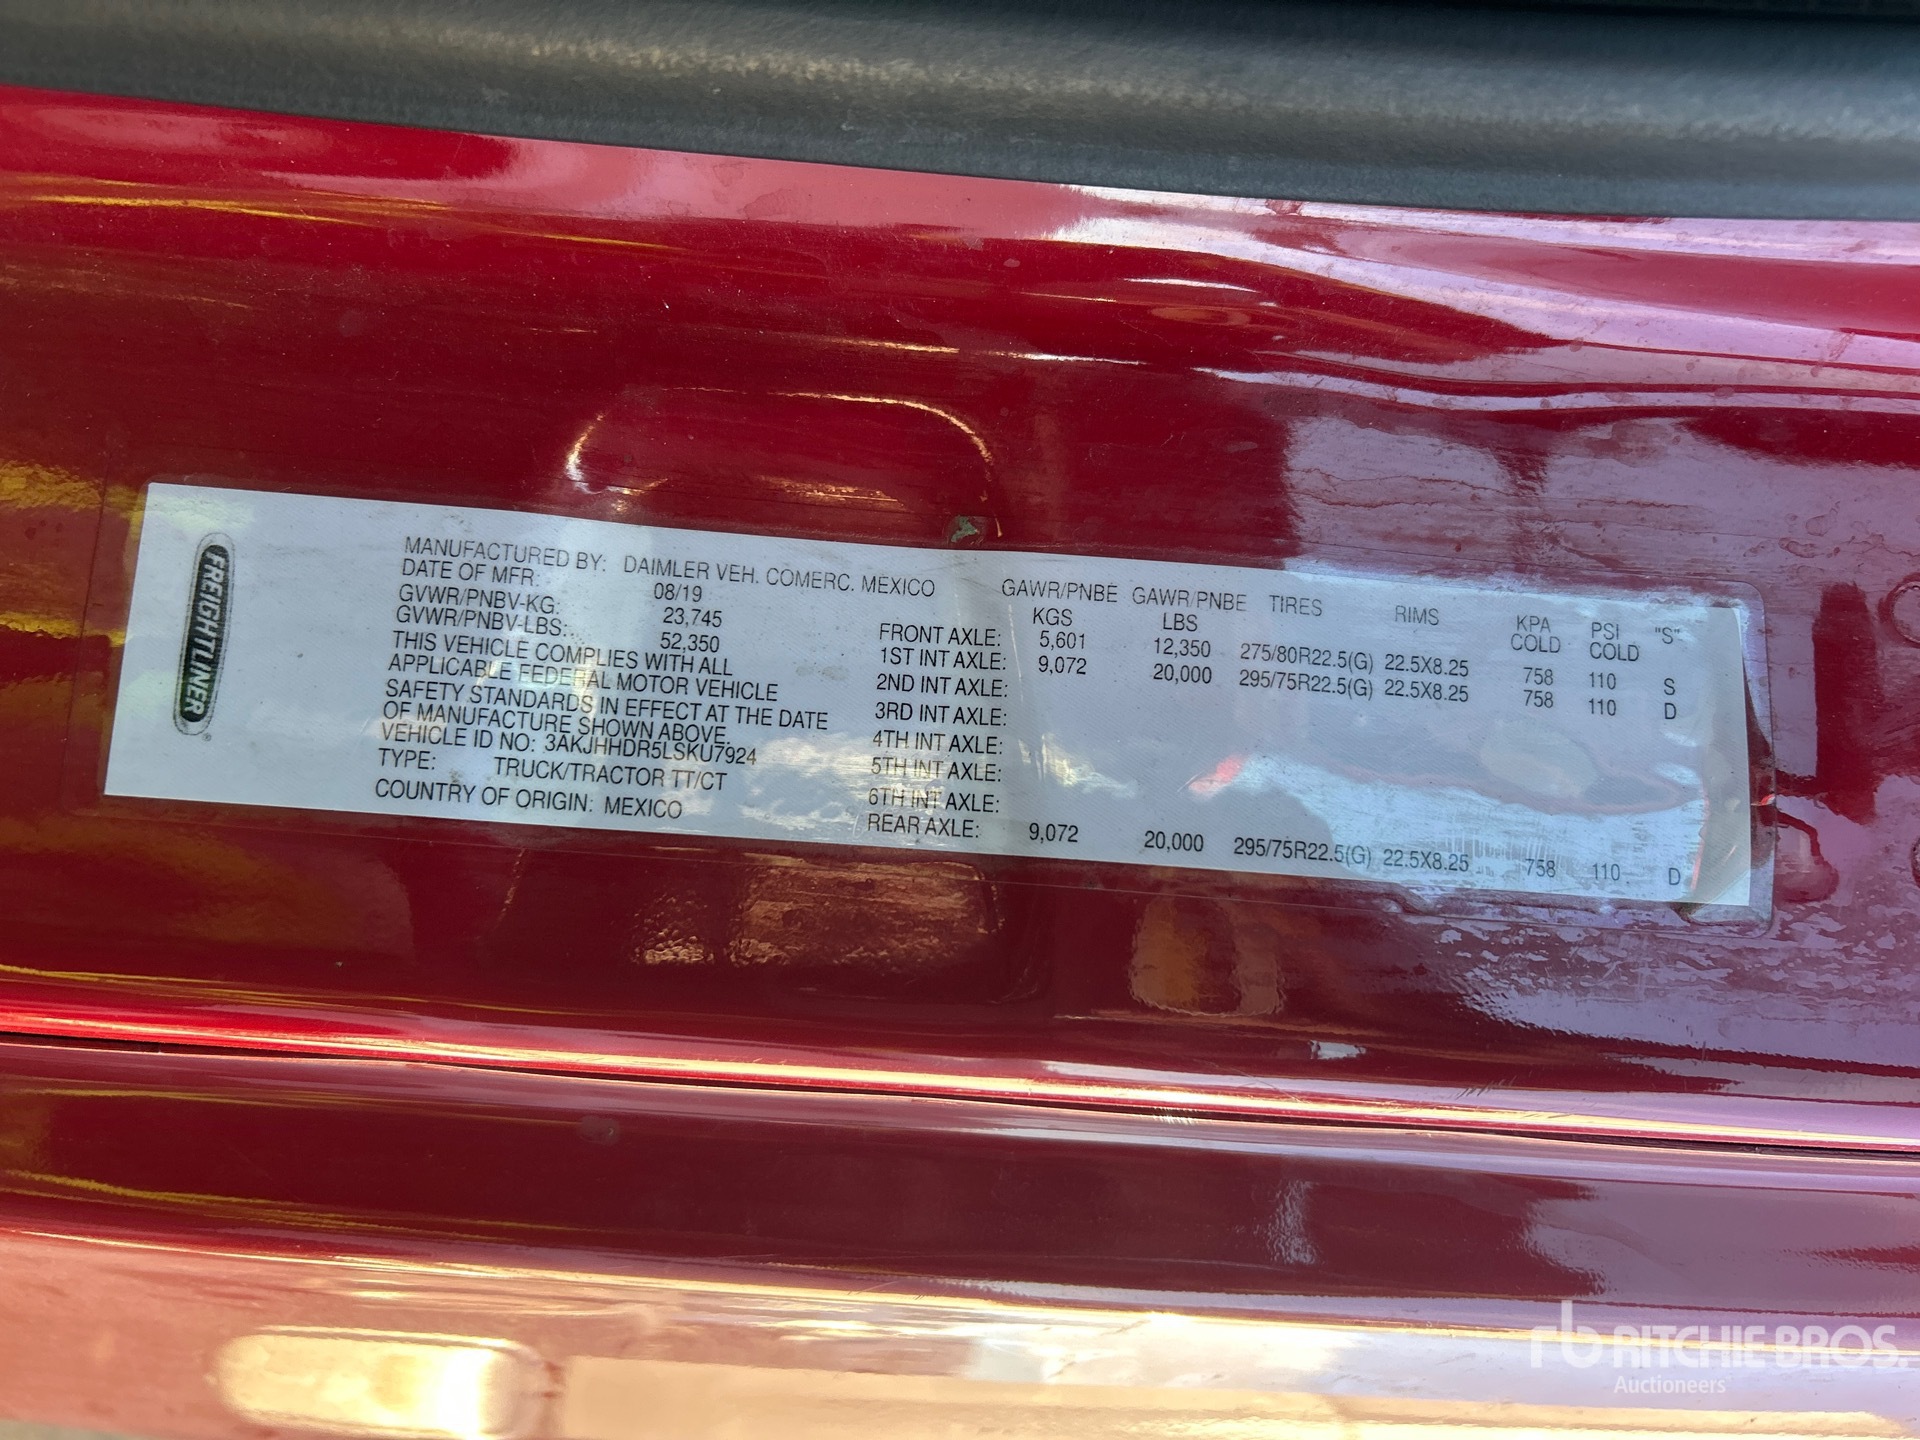 FREIGHTLINER
MANUFACTURED BY: DAIMLER VEH. COMERC. MEXICO
DATE OF MFR: 08/19
GVWR/PNBV-KG: 23,745
GVWR/PNBV-LBS: 52,350
THIS VEHICLE COMPLIES WITH ALL
APPLICABLE FEDERAL MOTOR VEHICLE
SAFETY STANDARDS IN EFFECT AT THE DATE
OF MANUFACTURE SHOWN ABOVE.
VEHICLE ID NO: 3AKJHHDR5LSKU7924
TYPE: TRUCK/TRACTOR TT/CT
COUNTRY OF ORIGIN: MEXICO
GAWR/PNBE GAWR/PNBE TIRES RIMS KPA PSI "S"
KGS LBS COLD COLD
FRONT AXLE: 5,601 12,350 275/80R22.5(G) 22.5X8.25 758 110 S
1ST INT AXLE: 9,072 20,000 295/75R22.5(G) 22.5X8.25 758 110 D
2ND INT AXLE:
3RD INT AXLE:
4TH INT AXLE:
5TH INT AXLE:
6TH INT AXLE:
REAR AXLE: 9,072 20,000 295/75R22.5(G) 22.5X8.25 758 110 D
rb RITCHIE BROS.
Auctioneers